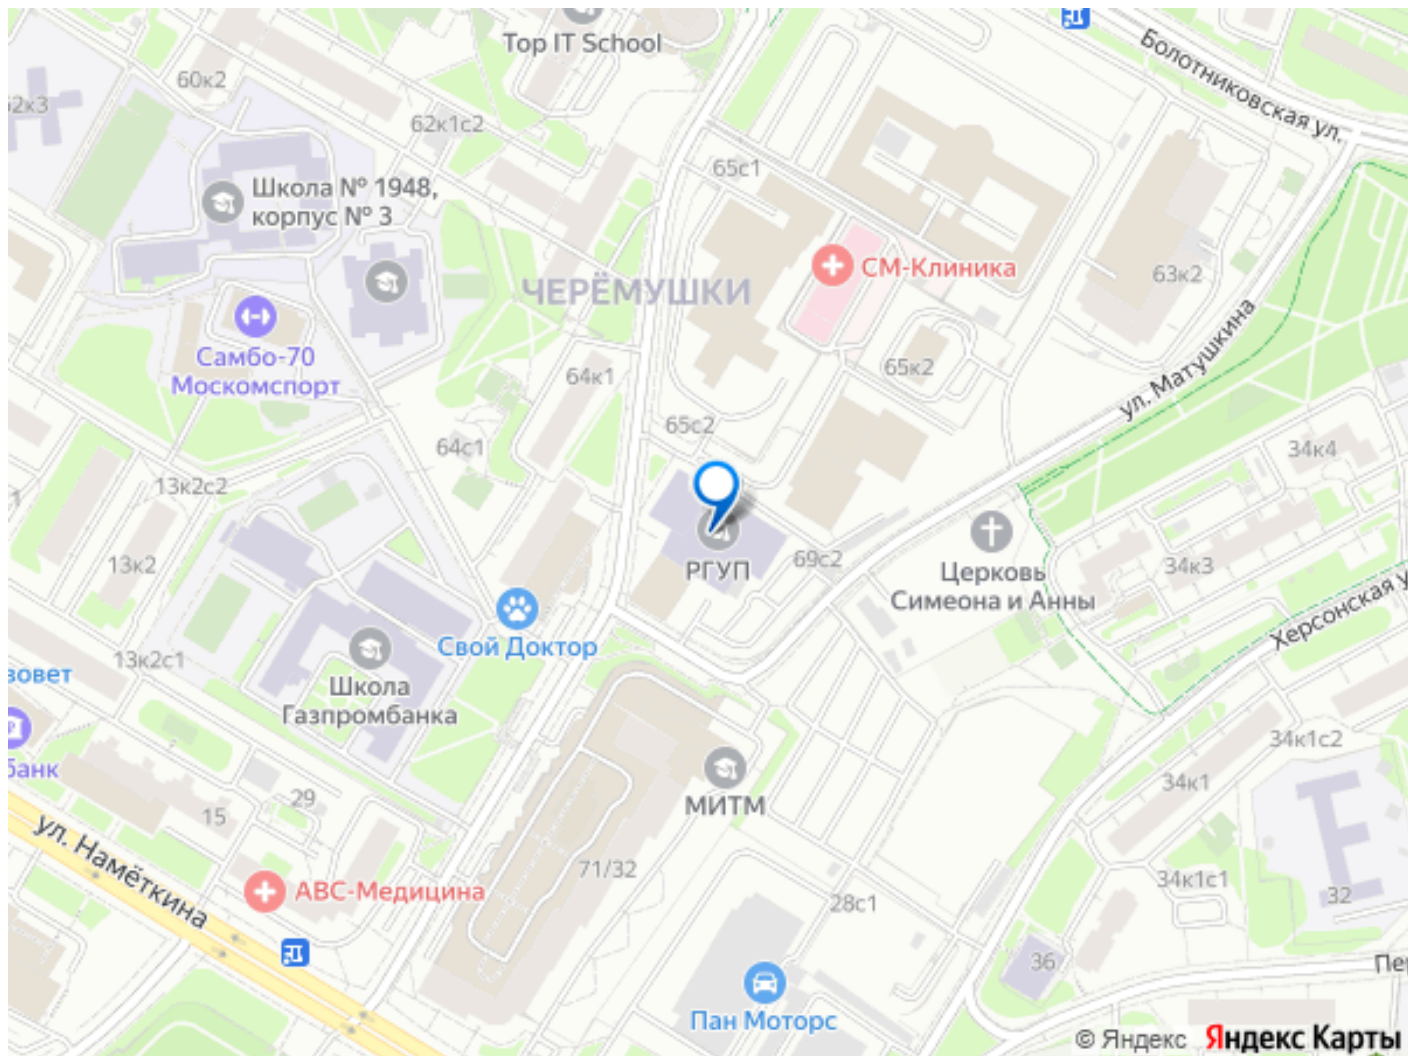 Top IT School
Болотниковская ул.
60к2
62к3
62к1с2
65с1
Школа № 1948,
корпус № 3
СМ-Клиника
63к2
ЧЕРЁМУШКИ
Самбо-70
Москомспорт
64к1
65к2
ул. Матушкина
65с2
64с1
34к4
13к2с2
1
13к2
РГУП
69с2
Церковь
Симеона и Анны
34к3
Херсонская у
Свой Доктор
13к2с1
зовет
Школа
Газпромбанка
34к1с2
банк
29
15
МИТМ
34к1
ул. Намёткина
71/32
АВС-Медицина
28с1
34к1с1
32
36
Пер
Пан Моторс
© Яндекс Яндекс Карты